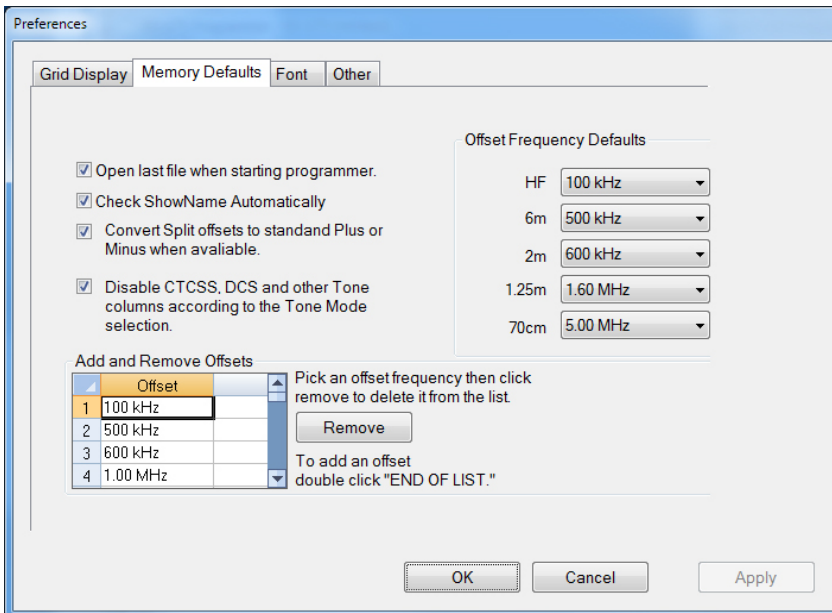 Preferences
Grid Display
Memory Defaults
Font
Other
Open last file when starting programmer.
Check ShowName Automatically
Convert Split offsets to standand Plus or
Minus when avaliable.
Disable CTCSS, DCS and other Tone
columns according to the Tone Mode
selection.
Offset Frequency Defaults
HF 100 kHz
6m 500 kHz
2m 600 kHz
1.25m 1.60 MHz
70cm 5.00 MHz
Add and Remove Offsets
Offset
1 100 kHz
2 500 kHz
3 600 kHz
4 1.00 MHz
Pick an offset frequency then click
remove to delete it from the list.
Remove
To add an offset
double click "END OF LIST."
OK
Cancel
Apply